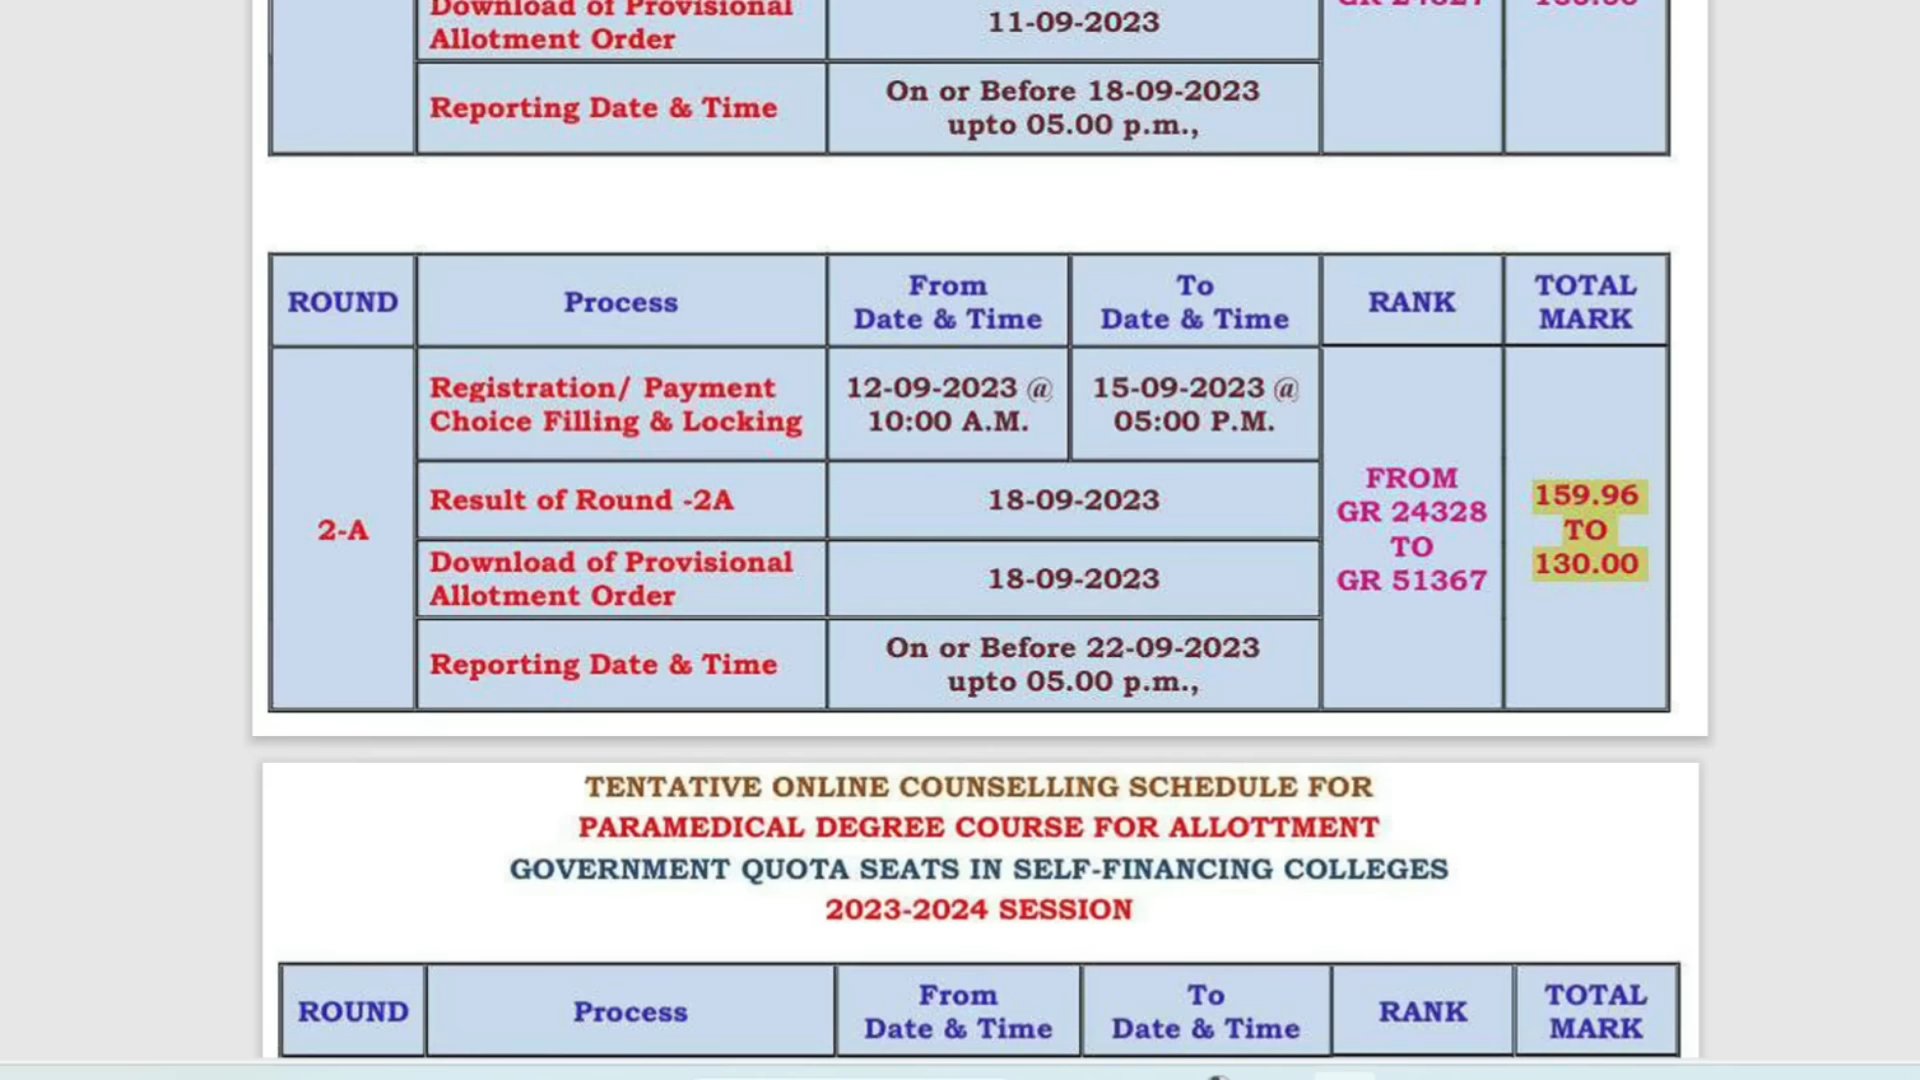 Download of Provisional
Allotment Order
11-09-2023
Reporting Date & Time
On or Before 18-09-2023
upto 05.00 p.m.,
ROUND
Process
From
Date & Time
To
Date & Time
RANK
TOTAL
MARK
2-A
Registration/ Payment
Choice Filling & Locking
12-09-2023 @
10:00 A.M.
15-09-2023 @
05:00 P.M.
Result of Round -2A
18-09-2023
Download of Provisional
Allotment Order
18-09-2023
Reporting Date & Time
On or Before 22-09-2023
upto 05.00 p.m.,
FROM
GR 24328
TO
GR 51367
159.96
TO
130.00
TENTATIVE ONLINE COUNSELLING SCHEDULE FOR
PARAMEDICAL DEGREE COURSE FOR ALLOTTMENT
GOVERNMENT QUOTA SEATS IN SELF-FINANCING COLLEGES
2023-2024 SESSION
ROUND
Process
From
Date & Time
To
Date & Time
RANK
TOTAL
MARK